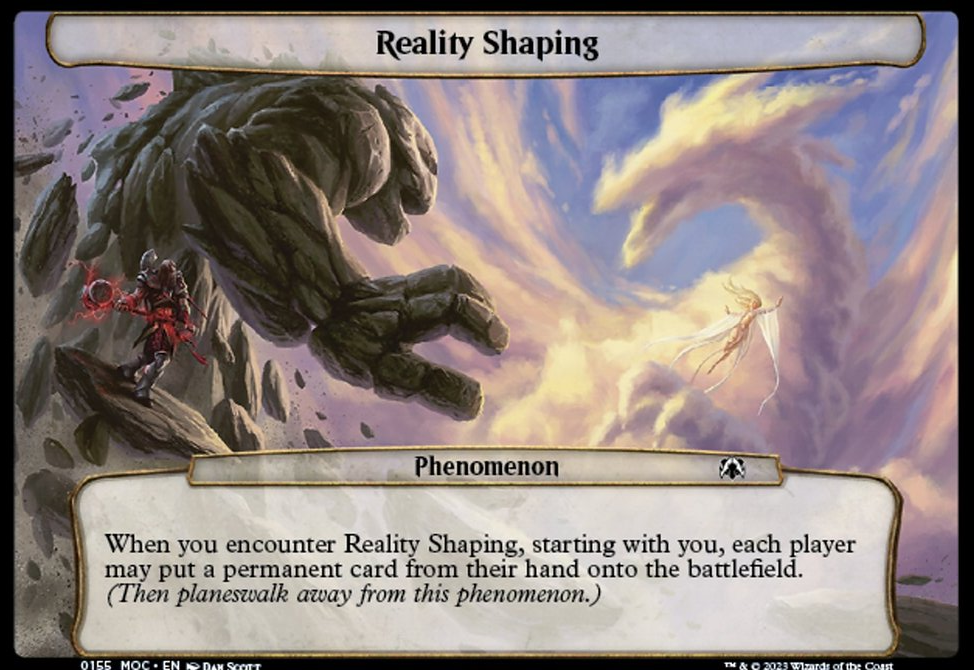 Reality Shaping
Phenomenon
When you encounter Reality Shaping, starting with you, each player
may put a permanent card from their hand onto the battlefield.
(Then planeswalk away from this phenomenon.)
0155 MOC • EN DAN SCOTT ™ & © 2023 Wizards of the Coast